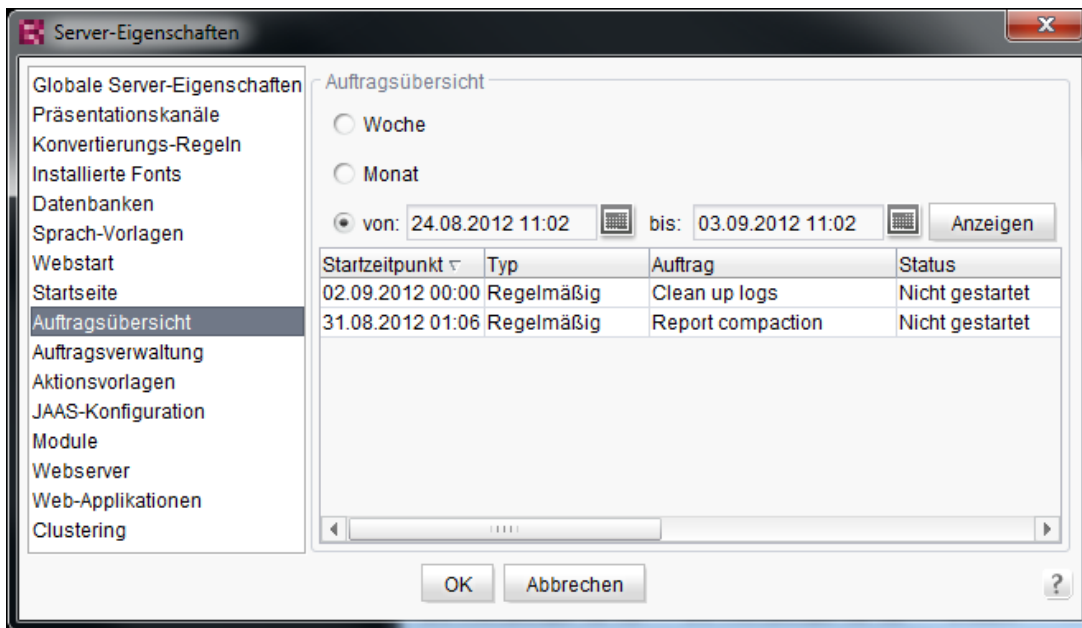 Server-Eigenschaften
Globale Server-Eigenschaften
Präsentationskanäle
Konvertierungs-Regeln
Installierte Fonts
Datenbanken
Sprach-Vorlagen
Webstart
Startseite
Auftragsübersicht
Auftragsverwaltung
Aktionsvorlagen
JAAS-Konfiguration
Module
Webserver
Web-Applikationen
Clustering
Auftragsübersicht
Woche
Monat
von: 24.08.2012 11:02 bis: 03.09.2012 11:02 Anzeigen
Startzeitpunkt Typ Auftrag Status
02.09.2012 00:00 Regelmäßig Clean up logs Nicht gestartet
31.08.2012 01:06 Regelmäßig Report compaction Nicht gestartet
OK Abbrechen ?